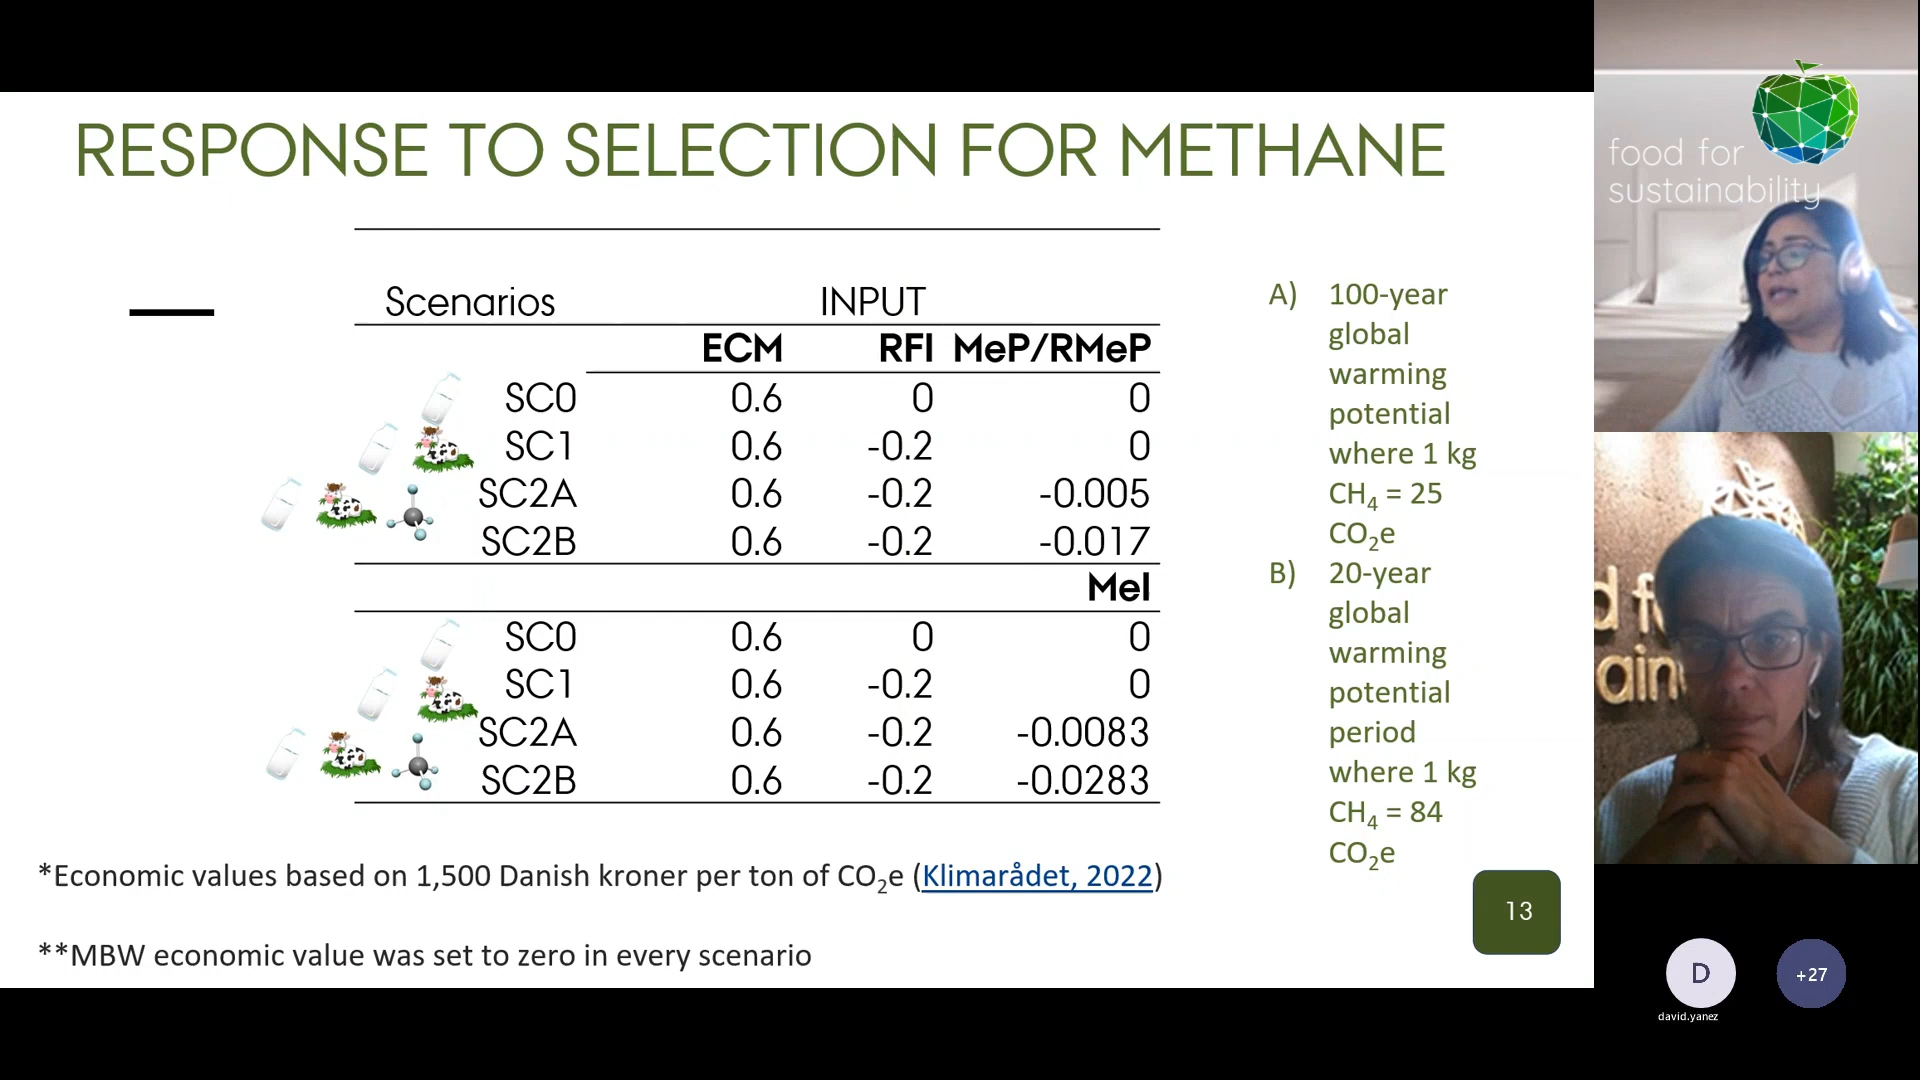 RESPONSE TO SELECTION FOR METHANE
Scenarios INPUT
ECM RFI MeP/RMeP
SC0 0.6 0 0
SC1 0.6 -0.2 0
SC2A 0.6 -0.2 -0.005
SC2B 0.6 -0.2 -0.017
MeI
SC0 0.6 0 0
SC1 0.6 -0.2 0
SC2A 0.6 -0.2 -0.0083
SC2B 0.6 -0.2 -0.0283
*Economic values based on 1,500 Danish kroner per ton of CO₂e (Klimarådet, 2022)
**MBW economic value was set to zero in every scenario
A) 100-year
global
warming
potential
where 1 kg
CH₄ = 25
CO₂e
B) 20-year
global
warming
potential
period
where 1 kg
CH₄ = 84
CO₂e
13
food for
sustainability
d f
ain
D
david.yanez
+27